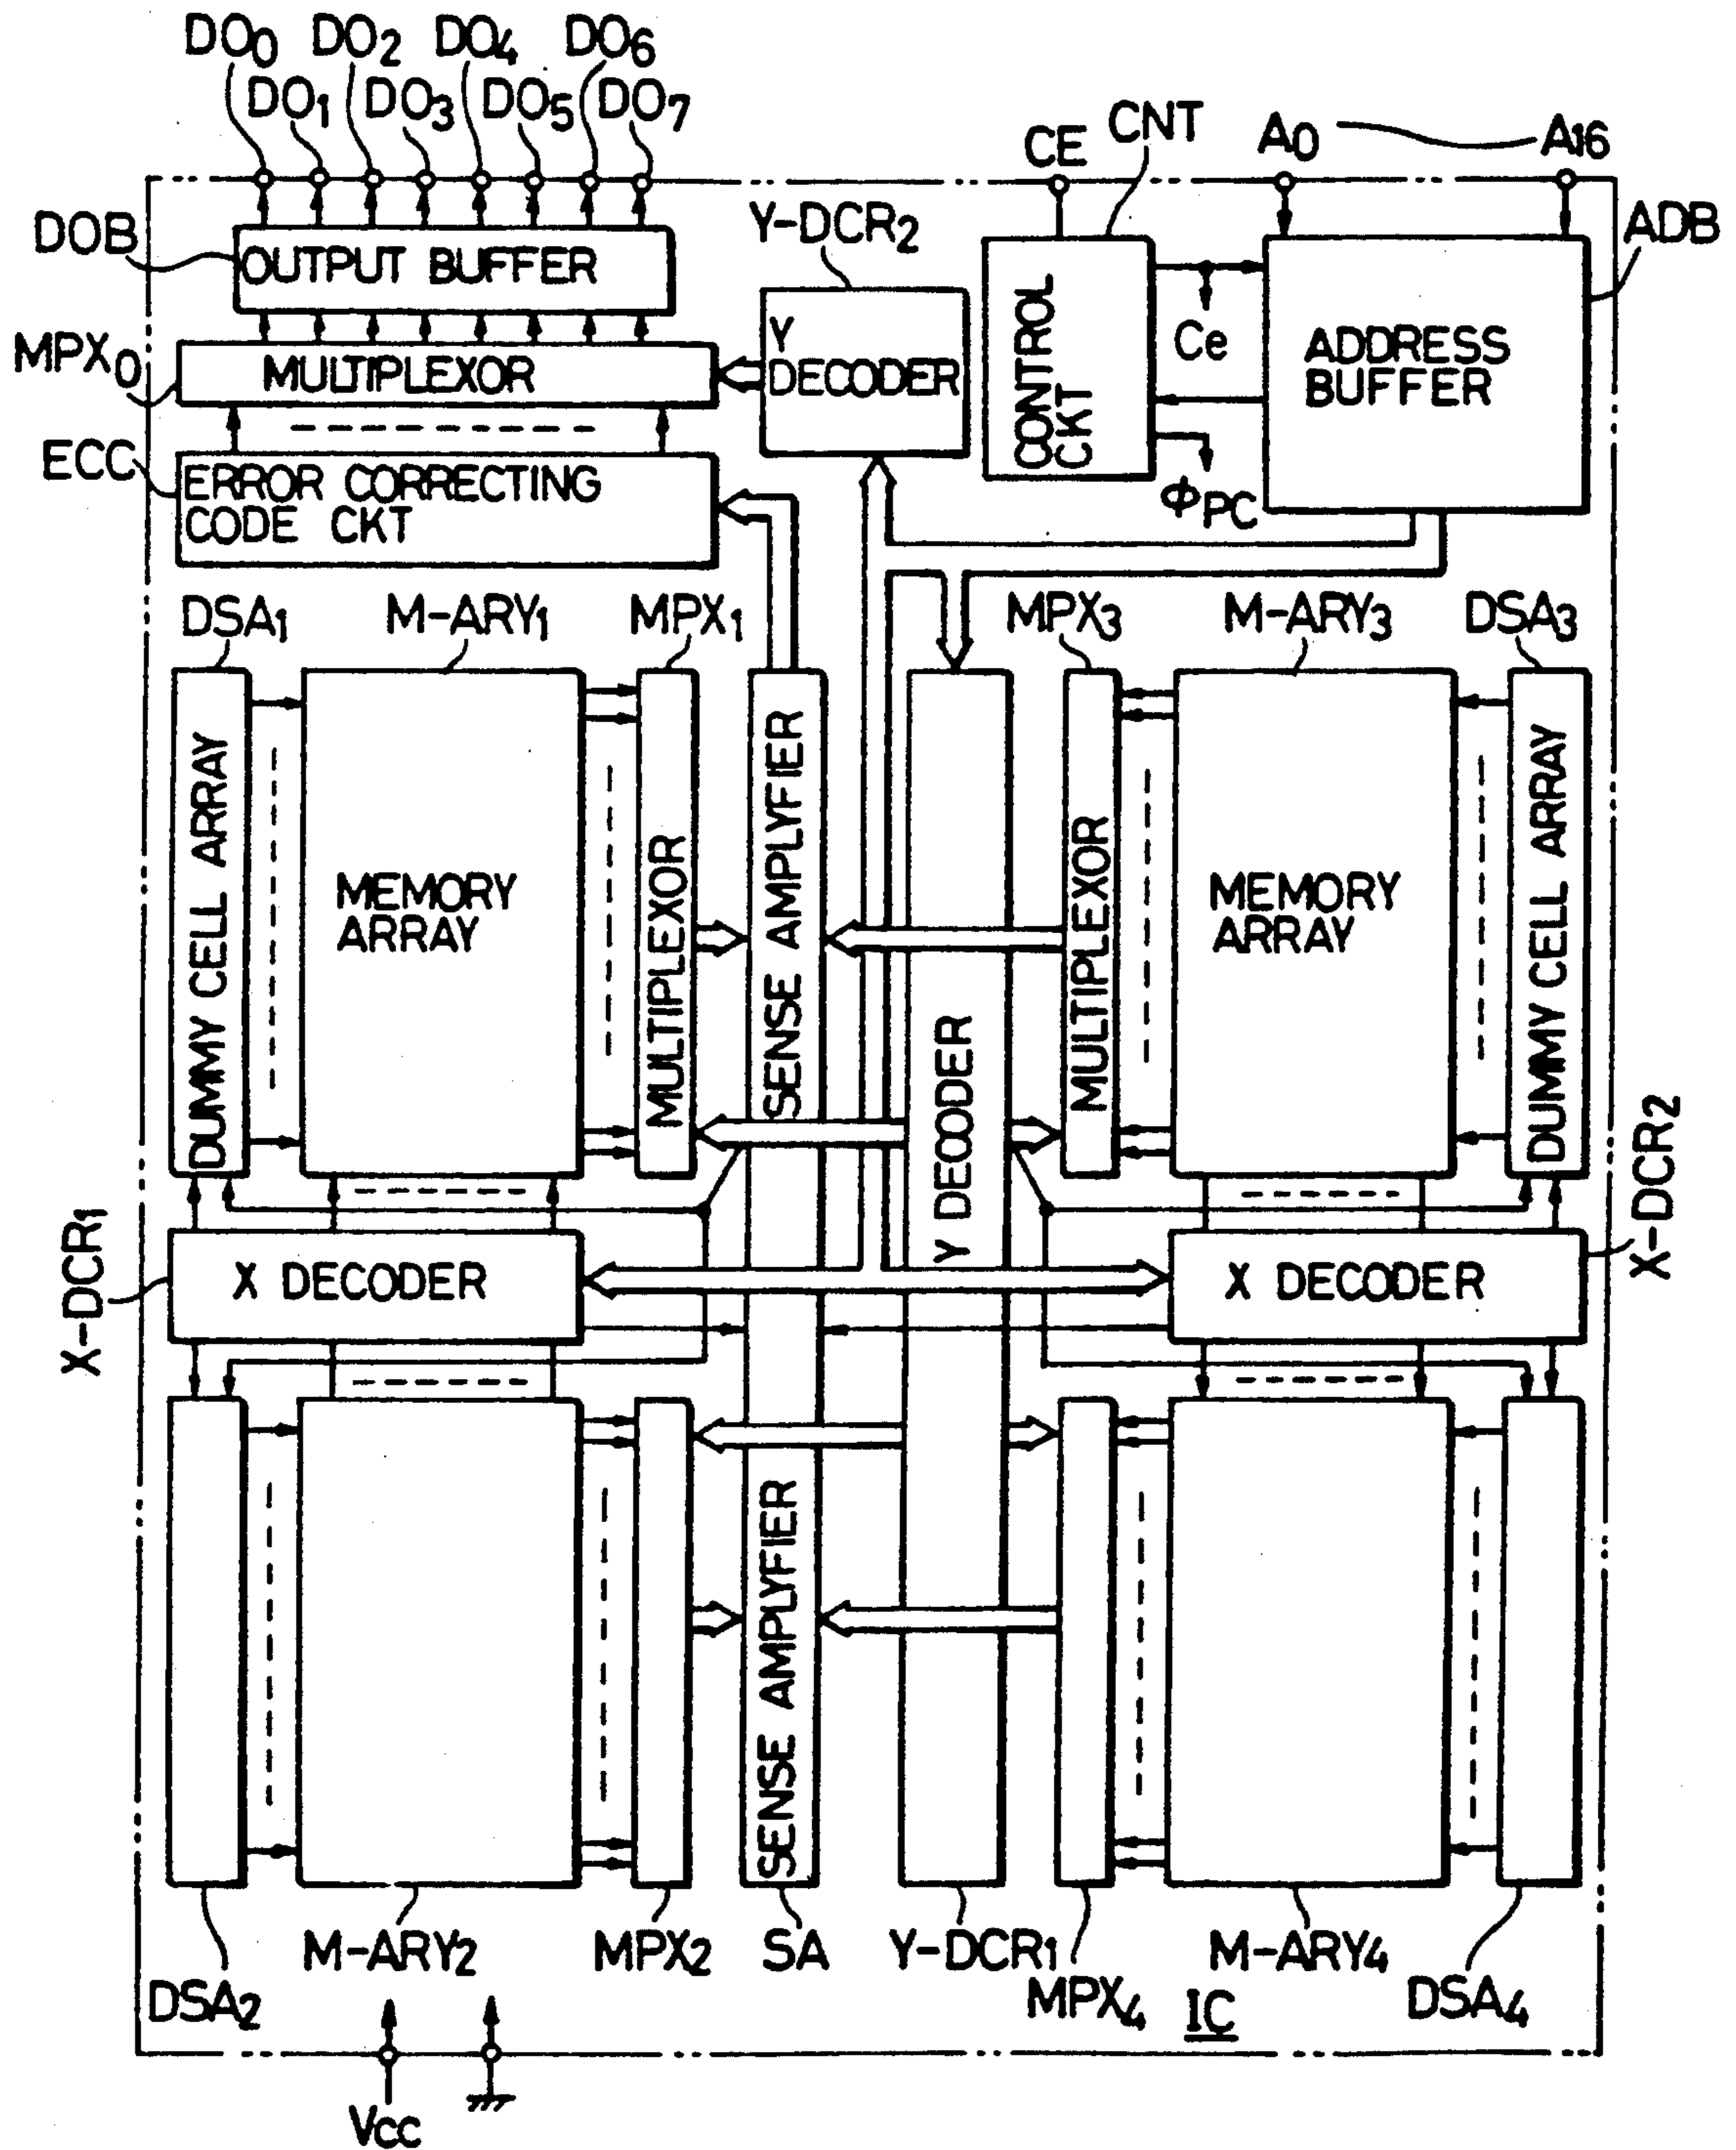 DO0 DO2 DO4 DO6
DO1 DO3 DO5 DO7
CE CNT A0 A16
DOB
OUTPUT BUFFER
Y-DCR2
ADB
MPX0
MULTIPLEXOR
Y
DECODER
CONTROL
CKT
Ce
ADDRESS
BUFFER
ECC
ERROR CORRECTING
CODE CKT
ΦPC
DSA1 M-ARY1 MPX1 MPX3 M-ARY3 DSA3
DUMMY CELL ARRAY
MEMORY
ARRAY
MULTIPLEXOR
SENSE AMPLYFIER
Y DECODER
MULTIPLEXOR
MEMORY
ARRAY
DUMMY CELL ARRAY
X-DCR1
X DECODER
X DECODER
X-DCR2
SENSE AMPLYFIER
DSA2
M-ARY2 MPX2 SA Y-DCR1
MPX4
M-ARY4
DSA4
IC
VCC